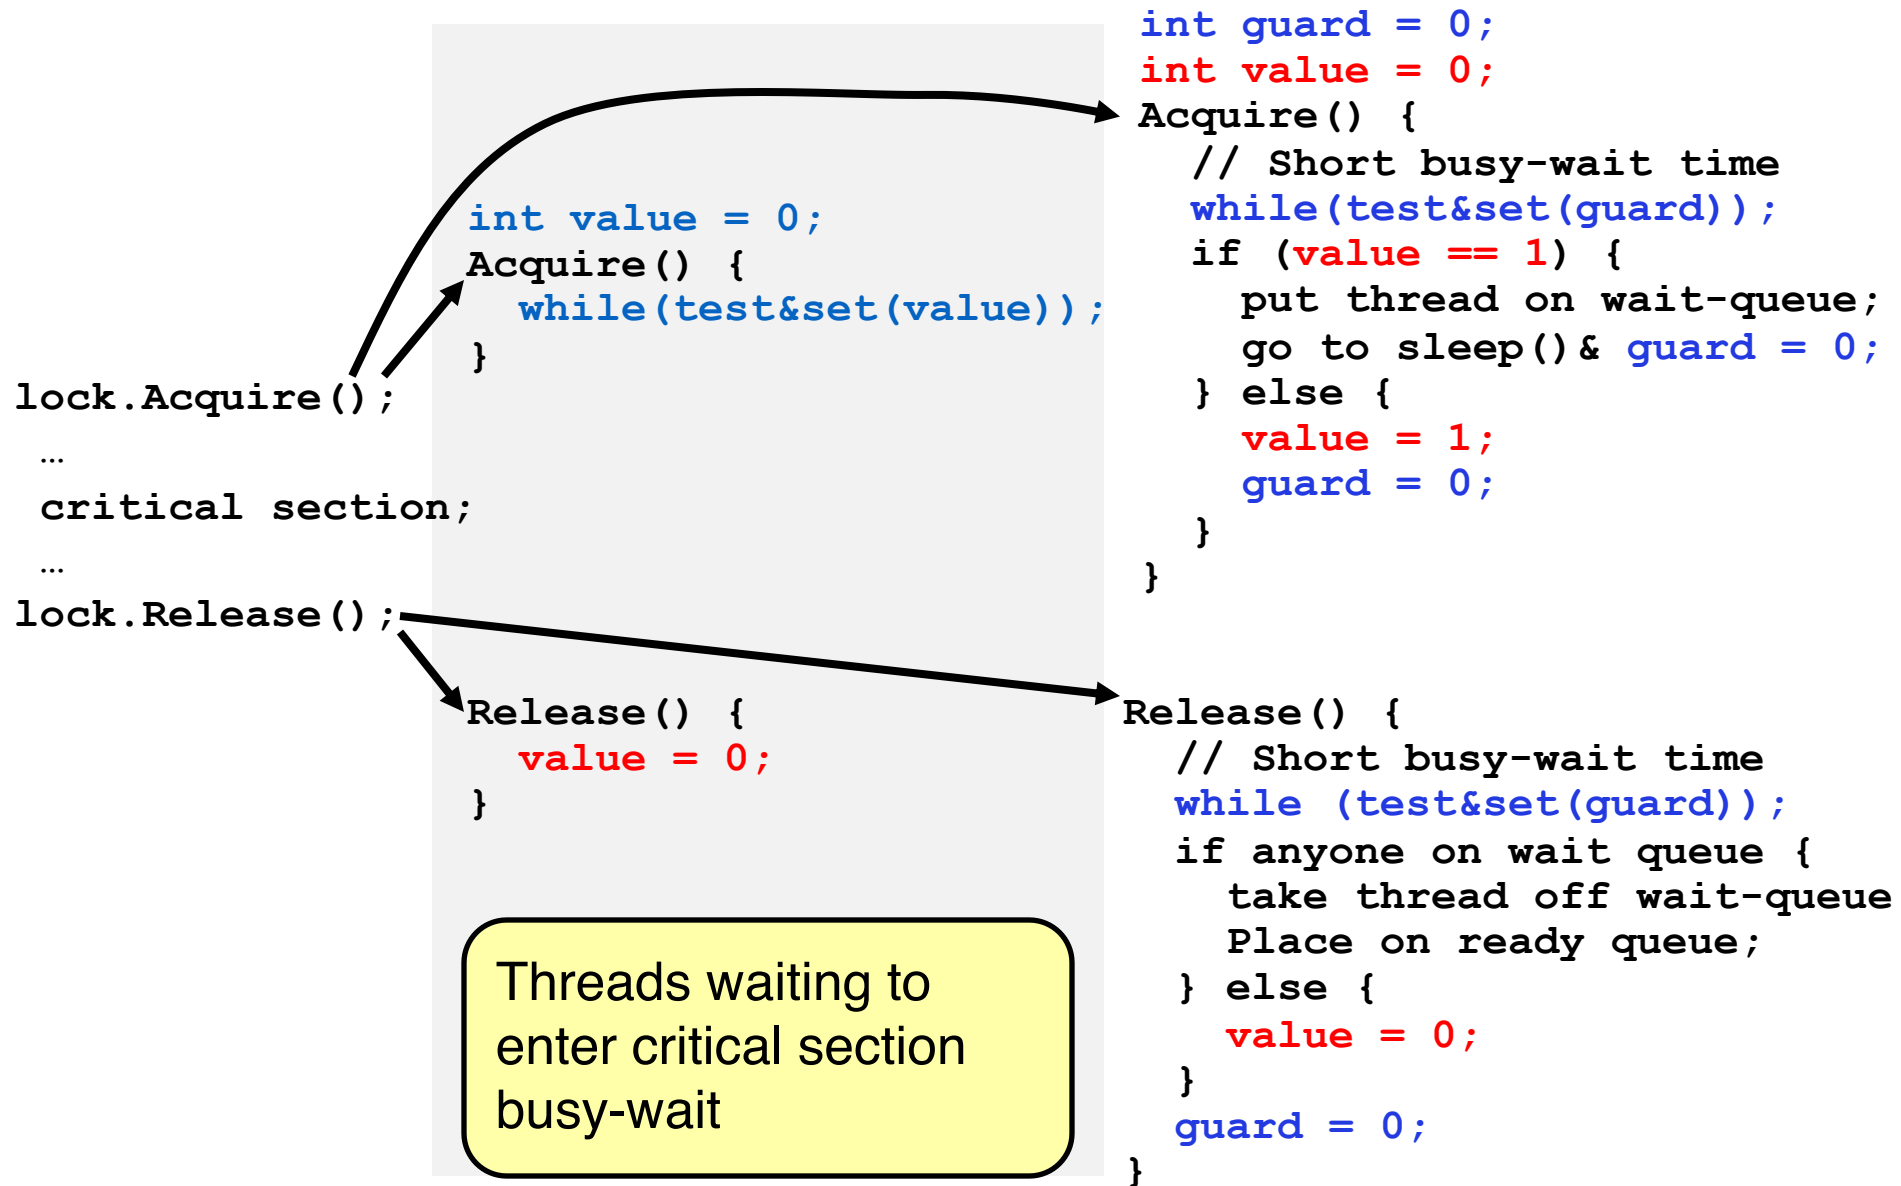 lock.Acquire();
…
critical section;
…
lock.Release();
int value = 0;
Acquire() {
while(test&set(value));
}
Release() {
value = 0;
}
Threads waiting to
enter critical section
busy-wait
int guard = 0;
int value = 0;
Acquire() {
// Short busy-wait time
while(test&set(guard));
if (value == 1) {
put thread on wait-queue;
go to sleep()& guard = 0;
} else {
value = 1;
guard = 0;
}
}
Release() {
// Short busy-wait time
while (test&set(guard));
if anyone on wait queue {
take thread off wait-queue
Place on ready queue;
} else {
value = 0;
}
guard = 0;
}